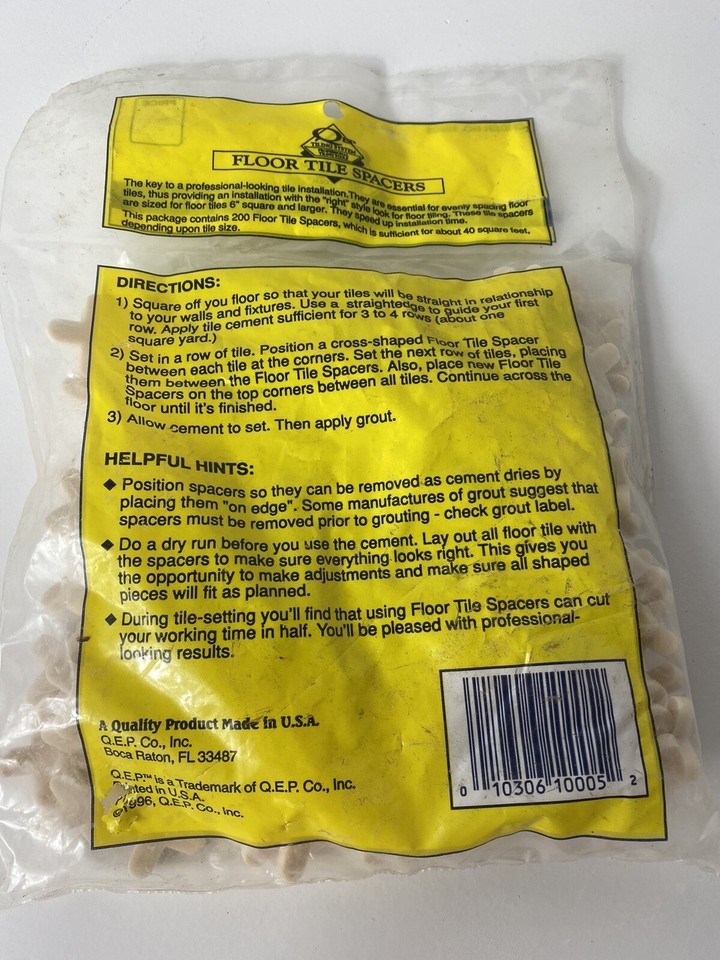 PRICE
QEP
TILING SYSTEM
FLOOR TILE SPACERS
The key to a professional-looking tile installation.They are essential for evenly spacing floor
tiles, thus providing an installation with the "right" style look for floor tiling. These tile spacers
are sized for floor tiles 6" square and larger. They speed up installation time.
This package contains 200 Floor Tile Spacers, which is sufficient for about 40 square feet,
depending upon tile size.
DIRECTIONS:
1) Square off you floor so that your tiles will be straight in relationship
to your walls and fixtures. Use a straightedge to guide your first
row. Apply tile cement sufficient for 3 to 4 rows (about one
square yard.)
2) Set in a row of tile. Position a cross-shaped Floor Tile Spacer
between each tile at the corners. Set the next row of tiles, placing
them between the Floor Tile Spacers. Also, place new Floor Tile
Spacers on the top corners between all tiles. Continue across the
floor until it's finished.
3) Allow cement to set. Then apply grout.
HELPFUL HINTS:
◆ Position spacers so they can be removed as cement dries by
placing them "on edge". Some manufactures of grout suggest that
spacers must be removed prior to grouting - check grout label.
◆ Do a dry run before you use the cement. Lay out all floor tile with
the spacers to make sure everything looks right. This gives you
the opportunity to make adjustments and make sure all shaped
pieces will fit as planned.
◆ During tile-setting you'll find that using Floor Tile Spacers can cut
your working time in half. You'll be pleased with professional-
looking results.
A Quality Product Made in U.S.A.
Q.E.P. Co., Inc.
Boca Raton, FL 33487
Q.E.P.™ is a Trademark of Q.E.P. Co., Inc.
Printed in U.S.A.
©1996, Q.E.P. Co., Inc.
0 10306 10005 2